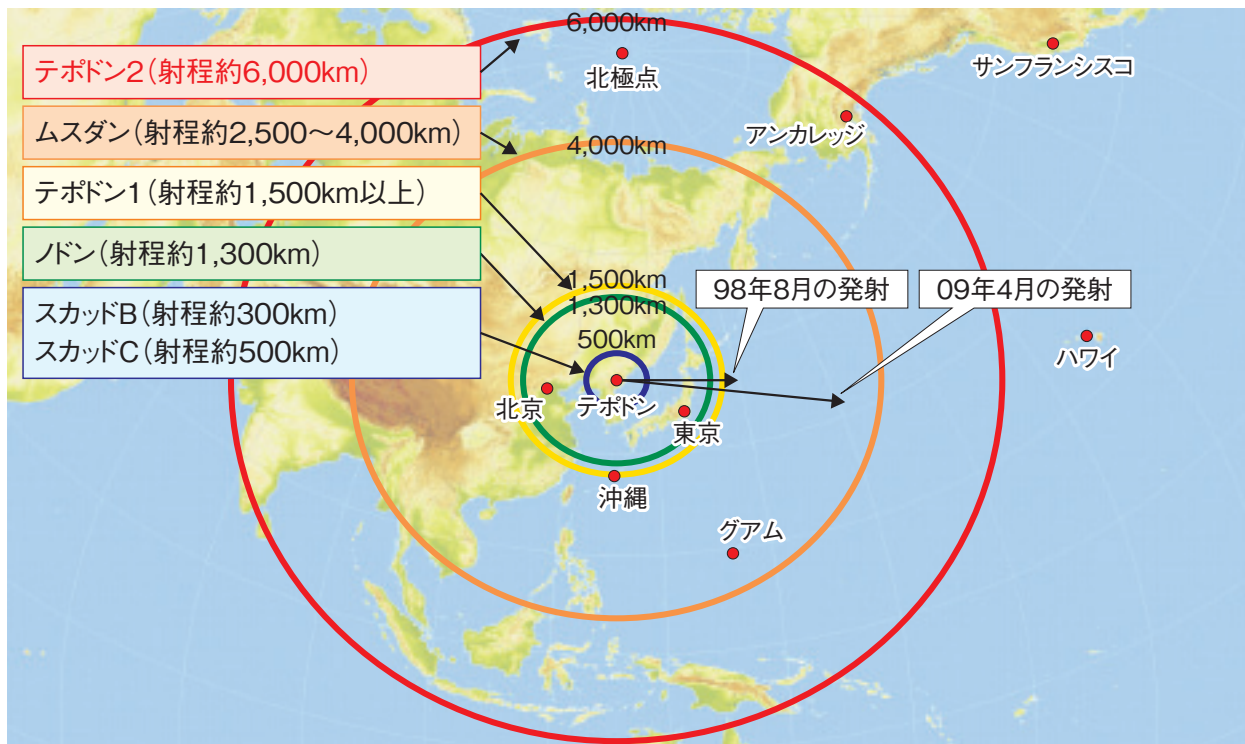 6,000km
テポドン2（射程約6,000km）
北極点
サンフランシスコ
ムスダン（射程約2,500〜4,000km）
アンカレッジ
4,000km
テポドン1（射程約1,500km以上）
ノドン（射程約1,300km）
1,500km
98年8月の発射
09年4月の発射
1,300km
スカッドB（射程約300km）
スカッドC（射程約500km）
500km
ハワイ
北京
テポドン
東京
沖縄
グアム